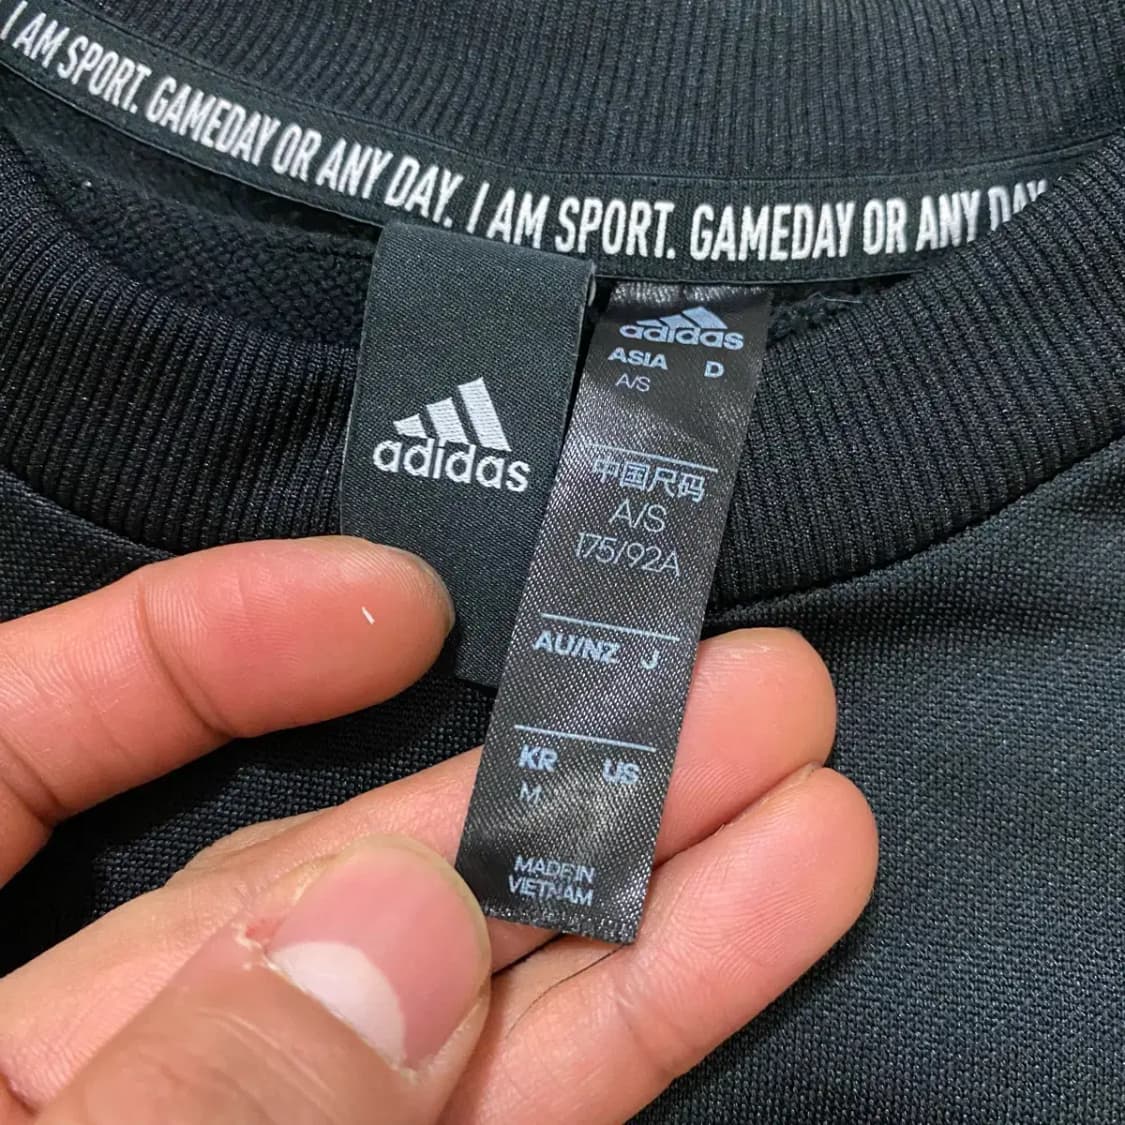 I AM SPORT. GAMEDAY OR ANY DAY. I AM SPORT. GAMEDAY OR ANY DAY
adidas
adidas
ASIA D
A/S
中国尺码
A/S
175/92A
AU/NZ J
KR US
M
MADE IN
VIETNAM